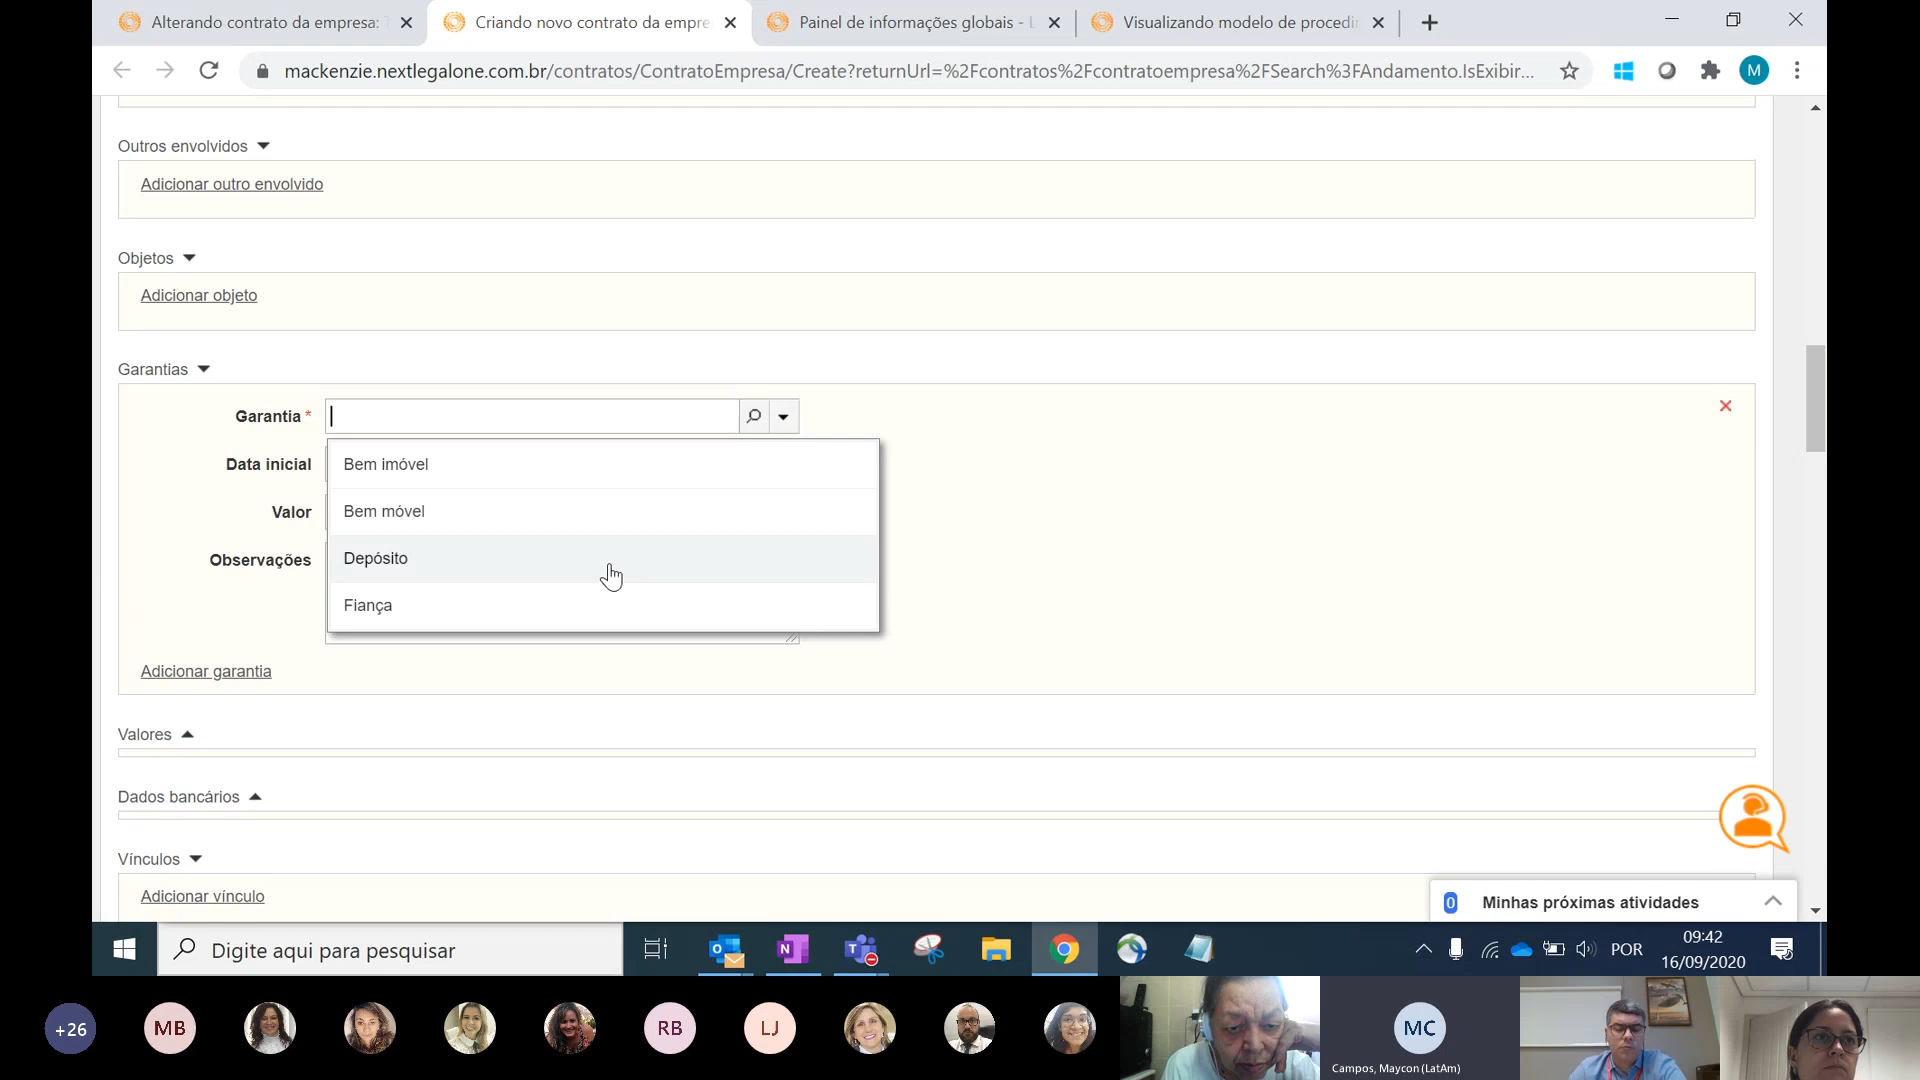 Alterando contrato da empresa:
Criando novo contrato da empre
Painel de informações globais - L
Visualizando modelo de procedi
mackenzie.nextlegalone.com.br/contratos/ContratoEmpresa/Create?returnUrl=%2Fcontratos%2Fcontratoempresa%2FSearch%3FAndamento.IsExibir...
M
Outros envolvidos
Adicionar outro envolvido
Objetos
Adicionar objeto
Garantias
Garantia *
Data inicial
Valor
Observações
Bem imóvel
Bem móvel
Depósito
Fiança
Adicionar garantia
Valores
Dados bancários
Vínculos
Adicionar vínculo
0 Minhas próximas atividades
Digite aqui para pesquisar
POR
09:42
16/09/2020
+26
MB
RB
LJ
MC
Campos, Maycon (LatAm)